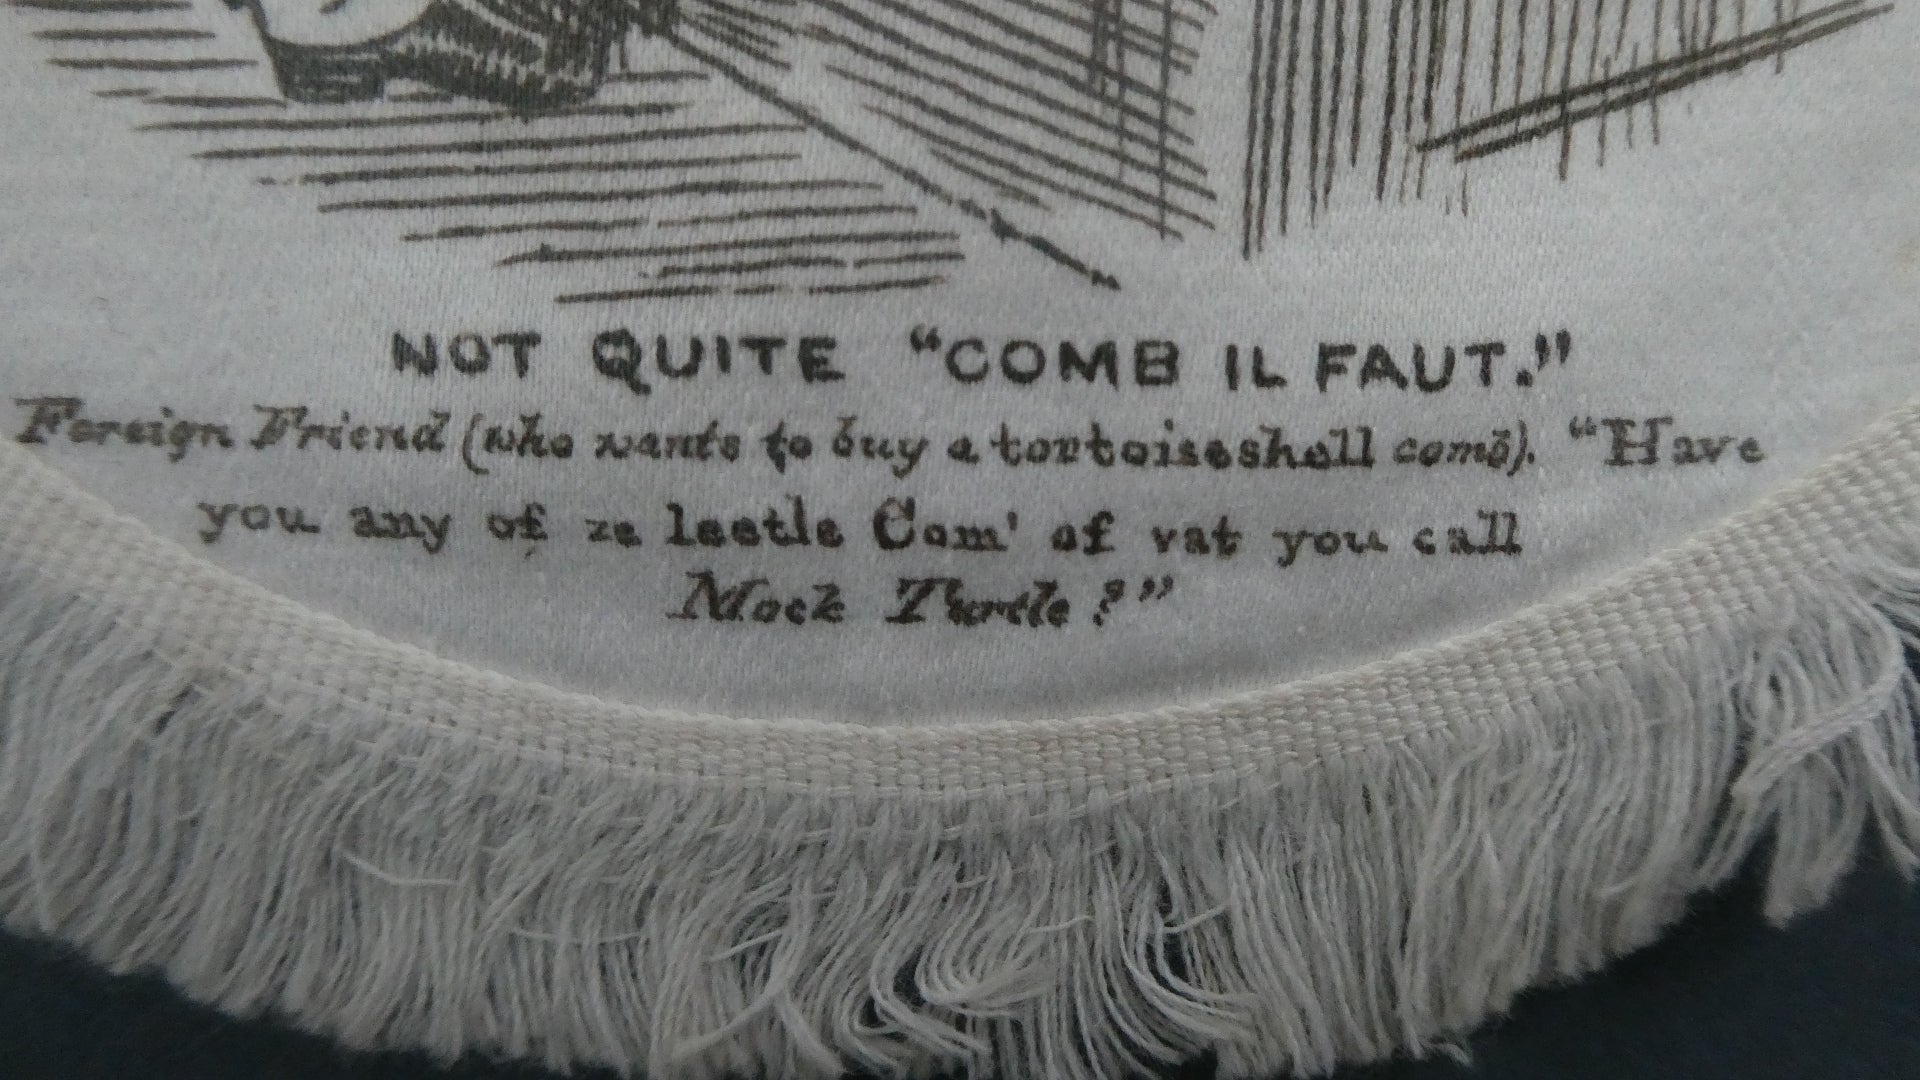 NOT QUITE “COMB IL FAUT.”
Foreign Friend (who wants to buy a tortoiseshell comb). “Have
you any of ze leetle Com' of vat you call
Mock Turtle?”